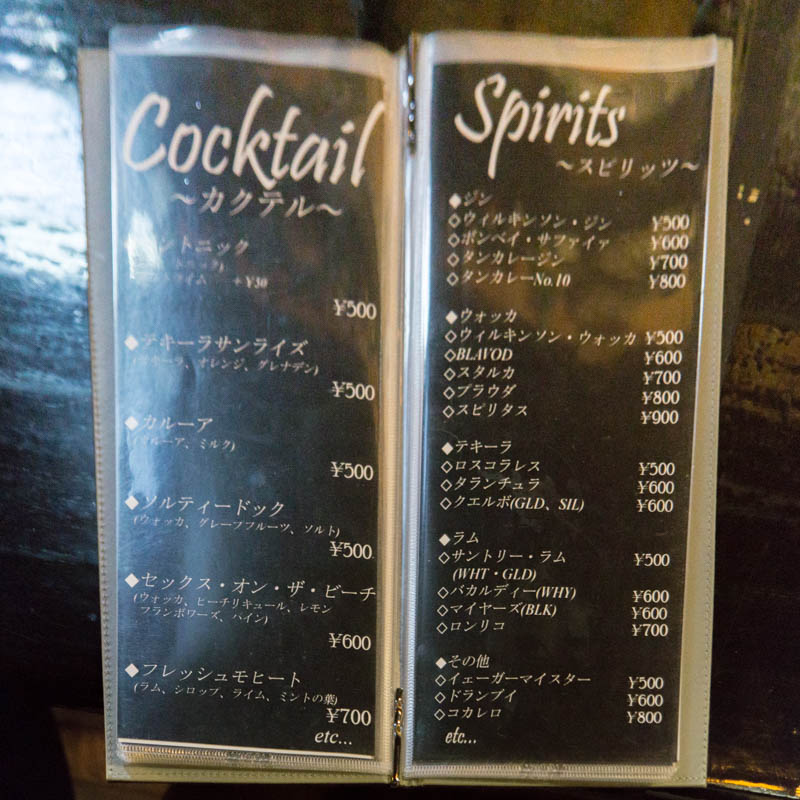 Cocktail
~カクテル~
ントニック
イム +¥30
¥500
◆テキーラサンライズ
(テキーラ、オレンジ、グレナデン)
¥500
◆カルーア
(カルーア、ミルク)
¥500
◆ソルティードック
(ウォッカ、グレープフルーツ、ソルト)
¥500
◆セックス・オン・ザ・ビーチ
(ウォッカ、ピーチリキュール、レモン
フランボワーズ、パイン)
¥600
◆フレッシュモヒート
(ラム、シロップ、ライム、ミントの葉)
¥700
etc...
Spirits
~スピリッツ~
◆ジン
◇ウィルキンソン・ジン ¥500
◇ボンベイ・サファイァ ¥600
◇タンカレージン ¥700
◇タンカレーNo.10 ¥800
◆ウォッカ
◇ウィルキンソン・ウォッカ ¥500
◇BLAVOD ¥600
◇スタルカ ¥700
◇プラウダ ¥800
◇スピリタス ¥900
◆テキーラ
◇ロスコラレス ¥500
◇タランチュラ ¥600
◇クエルボ(GLD、SIL) ¥600
◆ラム
◇サントリー・ラム ¥500
(WHT・GLD)
◇バカルディー(WHY) ¥600
◇マイヤーズ(BLK) ¥600
◇ロンリコ ¥700
◆その他
◇イェーガーマイスター ¥500
◇ドランブイ ¥600
◇コカレロ ¥800
etc...